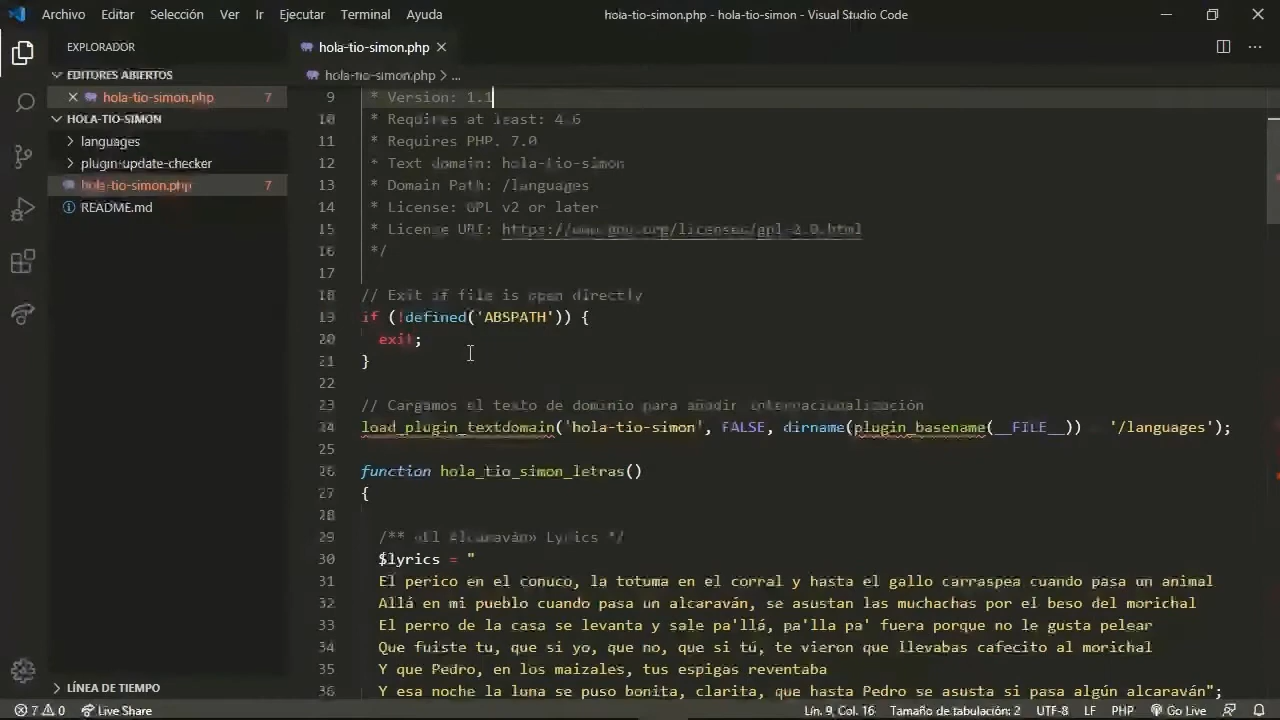 Archivo Editar Selección Ver Ir Ejecutar Terminal Ayuda hola-tio-simon.php - hola-tio-simon - Visual Studio Code
EXPLORADOR
EDITORES ABIERTOS
hola-tio-simon.php 7
HOLA-TIO-SIMON
languages
plugin-update-checker
hola-tio-simon.php 7
README.md
LÍNEA DE TIEMPO
hola-tio-simon.php
hola-tio-simon.php > ...
9 * Version: 1.1
10 * Requires at least: 4.6
11 * Requires PHP. 7.0
12 * Text domain: hola-tio-simon
13 * Domain Path: /languages
14 * License: GPL v2 or later
15 * License URI: https://www.gnu.org/licenses/gpl-2.0.html
16 */
17
18 // Exit if file is open directly
19 if (!defined('ABSPATH')) {
20 exit;
21 }
22
23 // Cargamos el texto de dominio para añadir internacionalización
24 load_plugin_textdomain('hola-tio-simon', FALSE, dirname(plugin_basename(__FILE__)) '/languages');
25
26 function hola_tio_simon_letras()
27 {
28
29 /** «El Alcaraván» Lyrics */
30 $lyrics = "
31 El perico en el conuco, la totuma en el corral y hasta el gallo carraspea cuando pasa un animal
32 Allá en mi pueblo cuando pasa un alcaraván, se asustan las muchachas por el beso del morichal
33 El perro de la casa se levanta y sale pa'llá, pa'lla pa' fuera porque no le gusta pelear
34 Que fuiste tu, que si yo, que no, que si tú, te vieron que llevabas cafecito al morichal
35 Y que Pedro, en los maizales, tus espigas reventaba
36 Y esa noche la luna se puso bonita, clarita, que hasta Pedro se asusta si pasa algún alcaraván";
7 0 Live Share Lín. 9, Col. 16 Tamaño de tabulación: 2 UTF-8 LF PHP Go Live